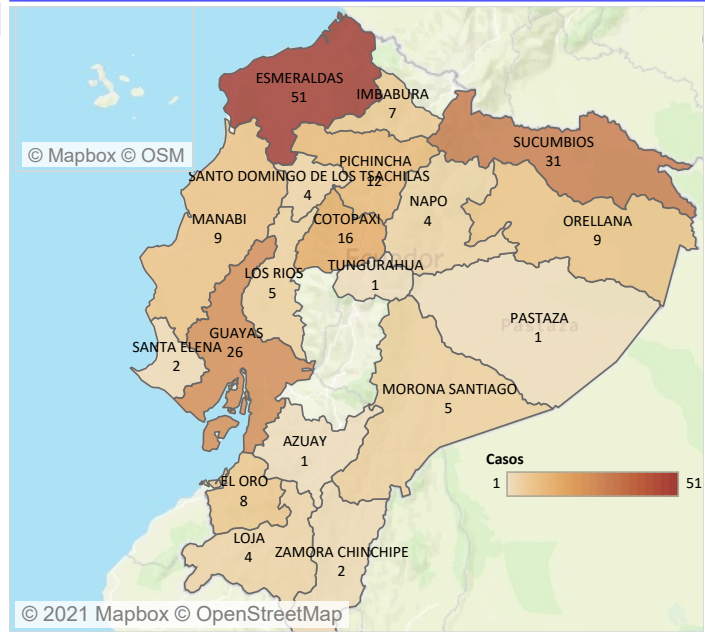 ESMERALDAS
51
IMBABURA
7
SUCUMBIOS
31
© Mapbox © OSM
PICHINCHA
12
SANTO DOMINGO DE LOS TSACHILAS
4
NAPO
4
MANABI
9
COTOPAXI
16
ORELLANA
9
Ecuador
TUNGURAHUA
1
LOS RIOS
5
PASTAZA
Pastaza
1
GUAYAS
26
SANTA ELENA
2
MORONA SANTIAGO
5
AZUAY
1
Casos
1 51
EL ORO
8
LOJA
4
ZAMORA CHINCHIPE
2
© 2021 Mapbox © OpenStreetMap